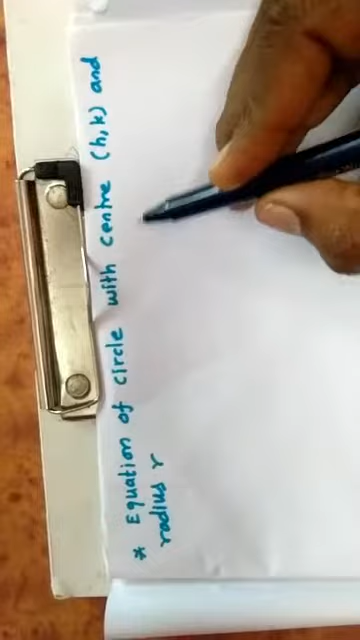 * Equation of circle with centre (h,k) and
radius r